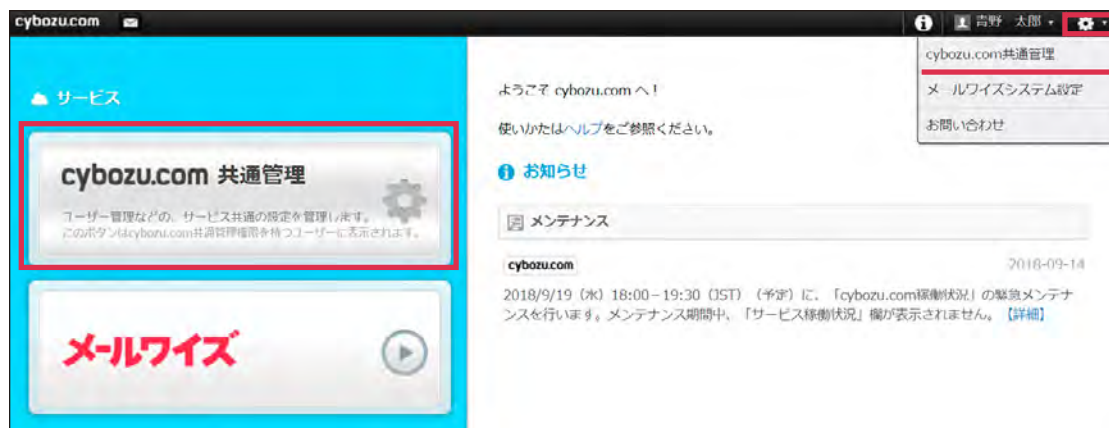 cybozu.com
青野 太郎
cybozu.com共通管理
メールワイズシステム設定
お問い合わせ
サービス
cybozu.com 共通管理
ユーザー管理などの、サービス共通の設定を管理します。
このボタンはcybozu.com共通管理権限を持つユーザーに表示されます。
メールワイズ
ようこそ cybozu.com へ！
使いかたはヘルプをご参照ください。
お知らせ
メンテナンス
cybozu.com
2018-09-14
2018/9/19（水）18:00－19:30（JST）（予定）に、「cybozu.com稼働状況」の緊急メンテナ
ンスを行います。メンテナンス期間中、「サービス稼働状況」欄が表示されません。【詳細】